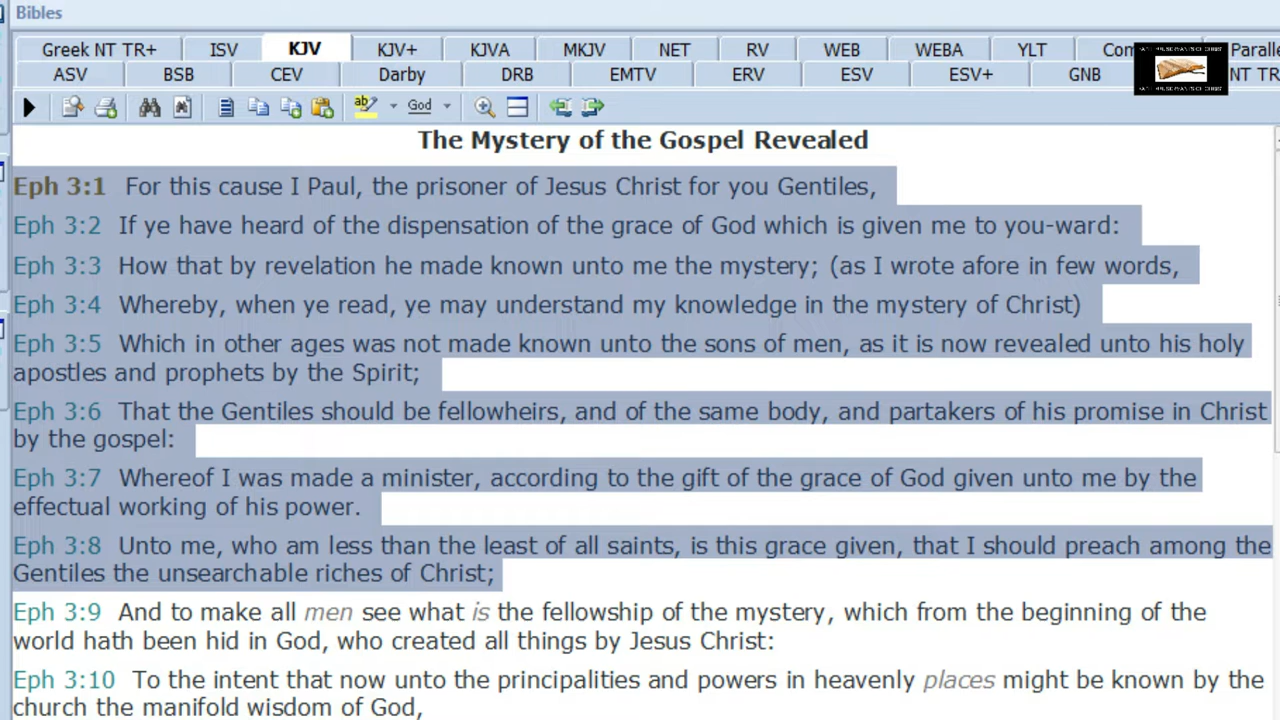 Bibles
Greek NT TR+ ISV KJV KJV+ KJVA MKJV NET RV WEB WEBA YLT Com Paralle
ASV BSB CEV Darby DRB EMTV ERV ESV ESV+ GNB NT TR
God
The Mystery of the Gospel Revealed
Eph 3:1 For this cause I Paul, the prisoner of Jesus Christ for you Gentiles,
Eph 3:2 If ye have heard of the dispensation of the grace of God which is given me to you-ward:
Eph 3:3 How that by revelation he made known unto me the mystery; (as I wrote afore in few words,
Eph 3:4 Whereby, when ye read, ye may understand my knowledge in the mystery of Christ)
Eph 3:5 Which in other ages was not made known unto the sons of men, as it is now revealed unto his holy
apostles and prophets by the Spirit;
Eph 3:6 That the Gentiles should be fellowheirs, and of the same body, and partakers of his promise in Christ
by the gospel:
Eph 3:7 Whereof I was made a minister, according to the gift of the grace of God given unto me by the
effectual working of his power.
Eph 3:8 Unto me, who am less than the least of all saints, is this grace given, that I should preach among the
Gentiles the unsearchable riches of Christ;
Eph 3:9 And to make all men see what is the fellowship of the mystery, which from the beginning of the
world hath been hid in God, who created all things by Jesus Christ:
Eph 3:10 To the intent that now unto the principalities and powers in heavenly places might be known by the
church the manifold wisdom of God,